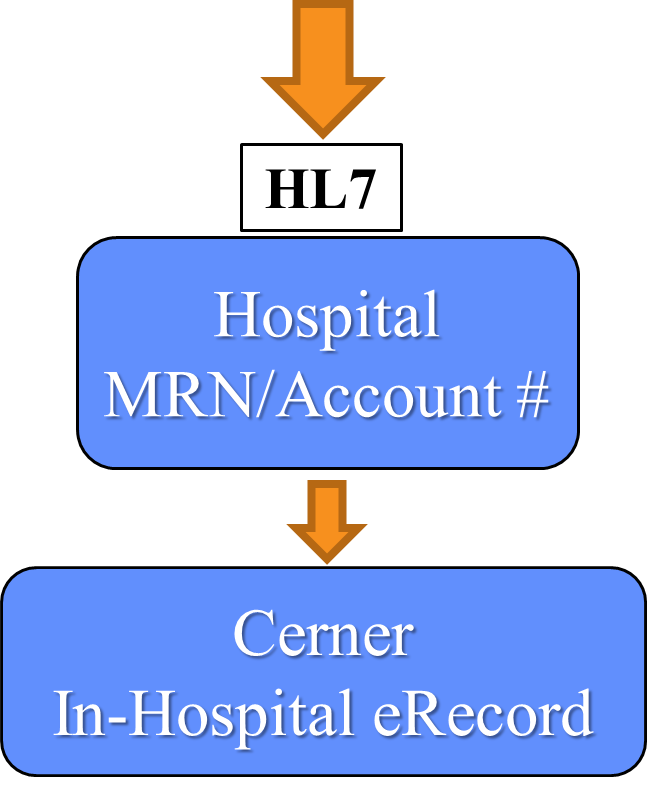 HL7
Hospital
MRN/Account #
Cerner
In-Hospital eRecord